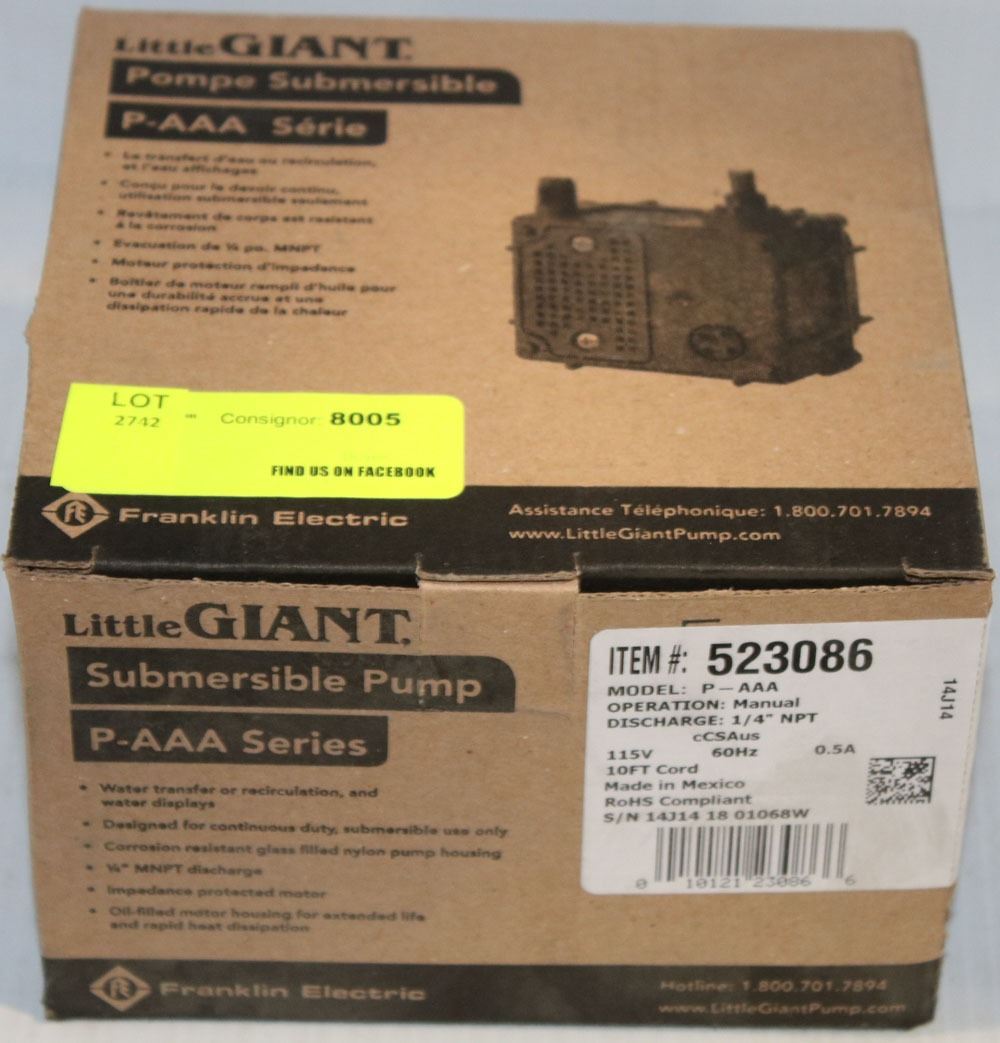 Little GIANT.
Pompe Submersible
P-AAA Série
• Le transfert d'eau ou recirculation,
et l'eau affichages
• Conçu pour le devoir continu,
utilisation submersible seulement
• Revêtement de corps est resistant
à la corrosion
• Evacuation de ¼ po. MNPT
• Moteur protection d'impedance
• Boîtier de moteur rempli d'huile pour
une durabilité accrue et une
dissipation rapide de la chaleur
LOT
2742
Consignor: 8005
FIND US ON FACEBOOK
FE Franklin Electric
Assistance Téléphonique: 1.800.701.7894
www.LittleGiantPump.com
Little GIANT.
Submersible Pump
P-AAA Series
• Water transfer or recirculation, and
water displays
• Designed for continuous duty, submersible use only
• Corrosion resistant glass filled nylon pump housing
• ¼" MNPT discharge
• Impedance protected motor
• Oil-filled motor housing for extended life
and rapid heat dissipation
FE Franklin Electric
Hotline: 1.800.701.7894
www.LittleGiantPump.com
ITEM #: 523086
MODEL: P-AAA
OPERATION: Manual
DISCHARGE: 1/4" NPT
cCSAus
115V 60Hz 0.5A
10FT Cord
Made in Mexico
RoHS Compliant
S/N 14J14 18 01068W
0 10121 23086 6
14J14